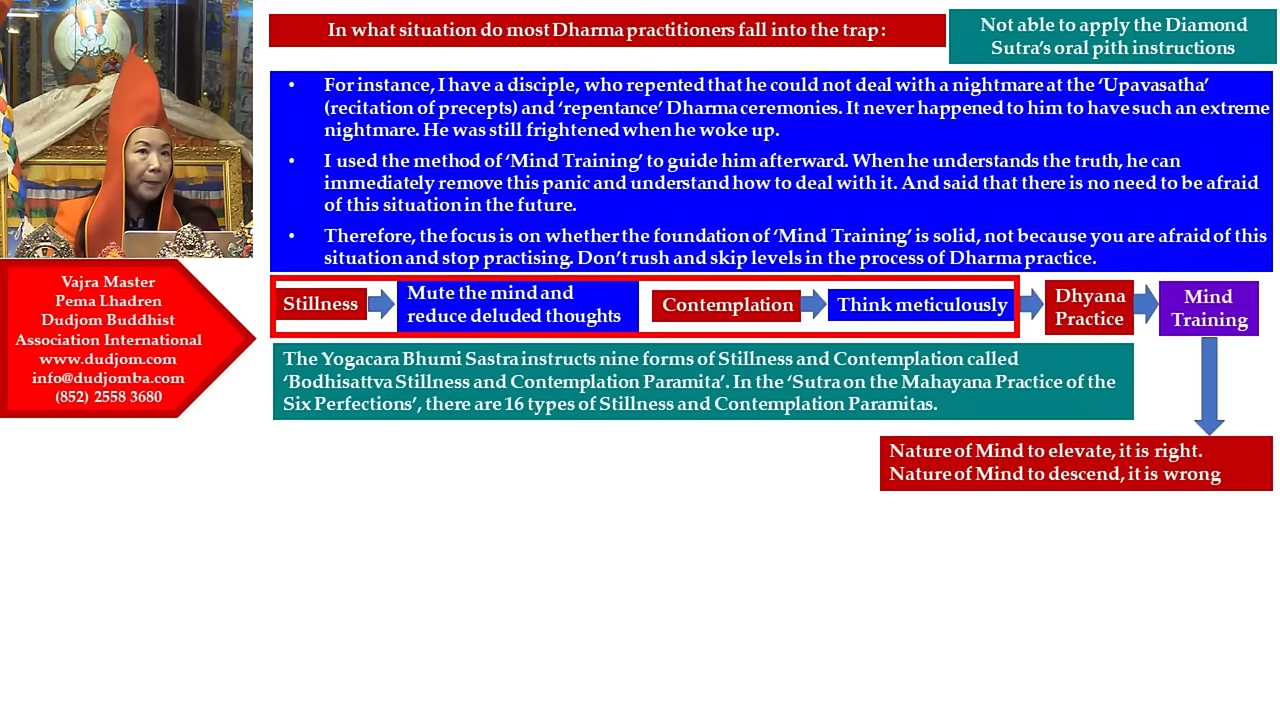 In what situation do most Dharma practitioners fall into the trap :
Not able to apply the Diamond
Sutra's oral pith instructions
• For instance, I have a disciple, who repented that he could not deal with a nightmare at the 'Upavasatha'
(recitation of precepts) and 'repentance' Dharma ceremonies. It never happened to him to have such an extreme
nightmare. He was still frightened when he woke up.
• I used the method of 'Mind Training' to guide him afterward. When he understands the truth, he can
immediately remove this panic and understand how to deal with it. And said that there is no need to be afraid
of this situation in the future.
• Therefore, the focus is on whether the foundation of 'Mind Training' is solid, not because you are afraid of this
situation and stop practising. Don't rush and skip levels in the process of Dharma practice.
Vajra Master
Pema Lhadren
Dudjom Buddhist
Association International
www.dudjom.com
info@dudjomba.com
(852) 2558 3680
Stillness
Mute the mind and
reduce deluded thoughts
Contemplation
Think meticulously
Dhyana
Practice
Mind
Training
The Yogacara Bhumi Sastra instructs nine forms of Stillness and Contemplation called
'Bodhisattva Stillness and Contemplation Paramita'. In the 'Sutra on the Mahayana Practice of the
Six Perfections', there are 16 types of Stillness and Contemplation Paramitas.
Nature of Mind to elevate, it is right.
Nature of Mind to descend, it is wrong